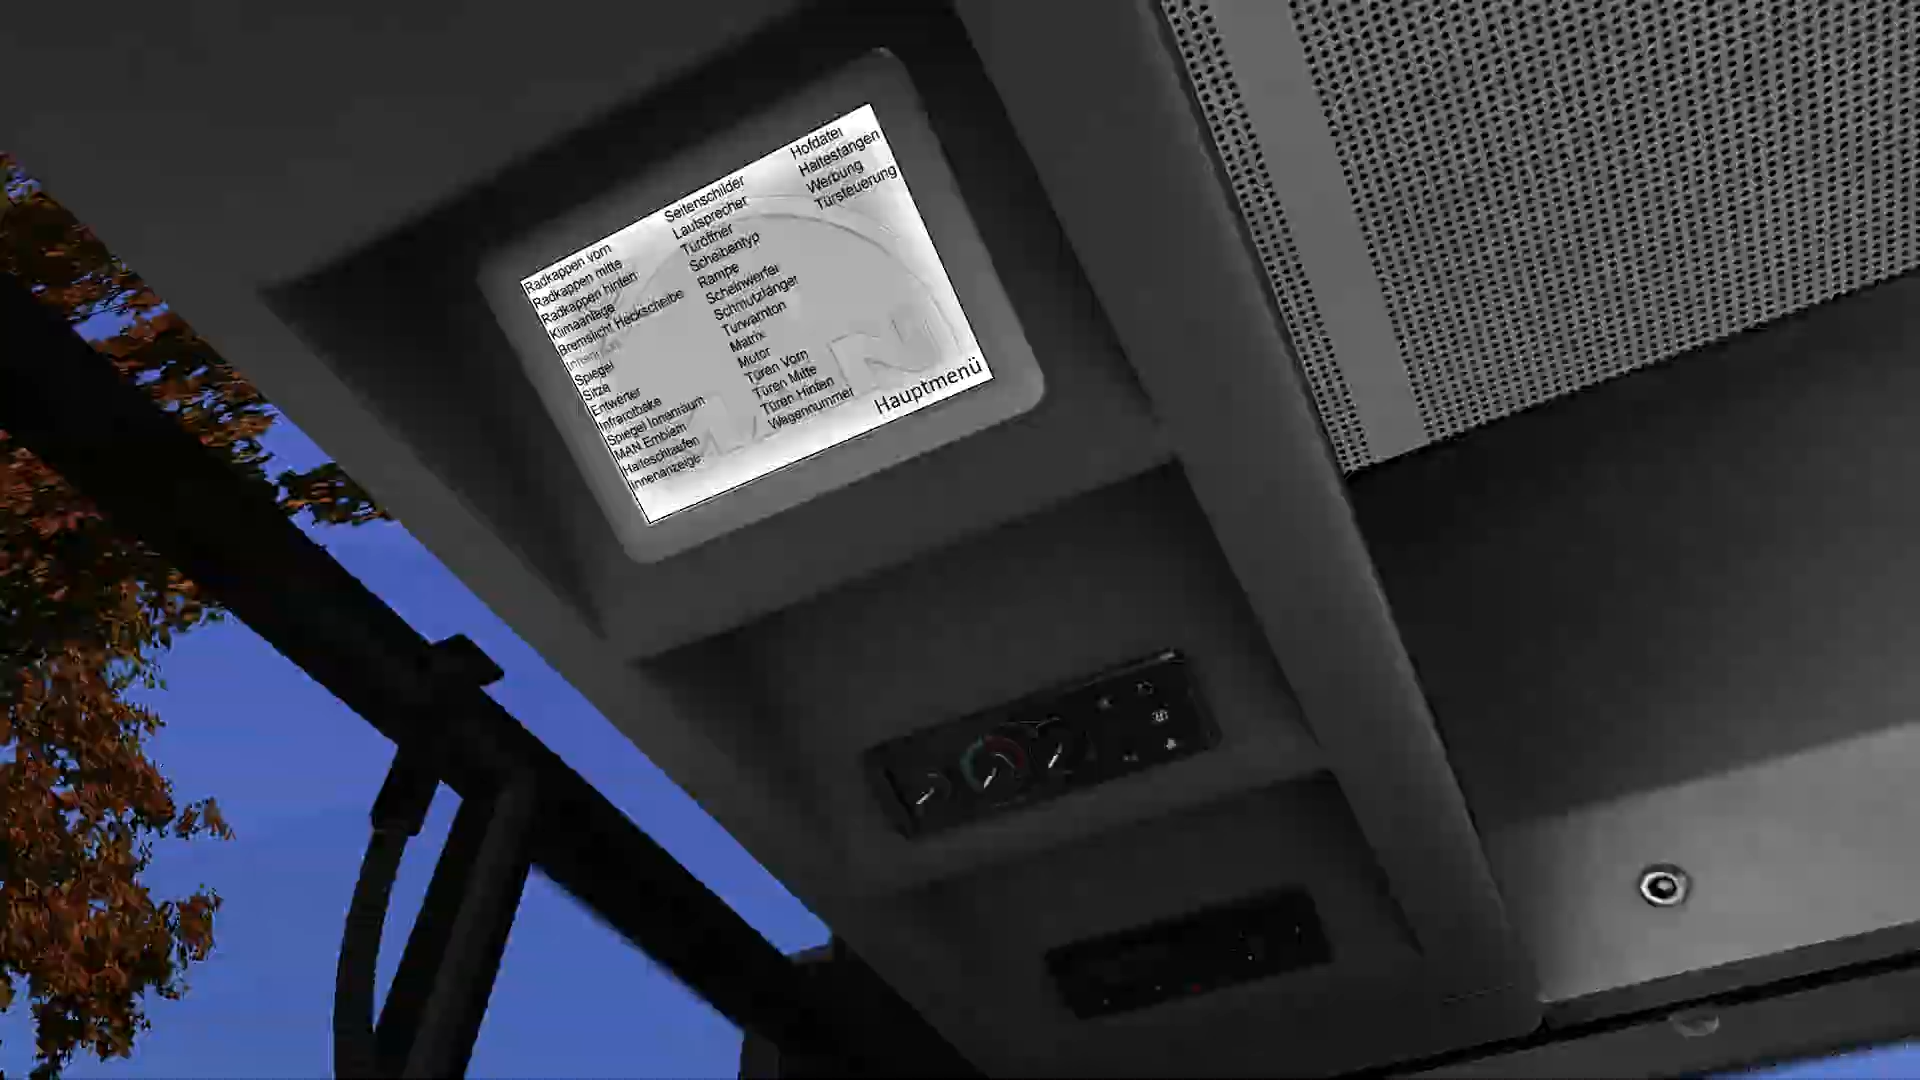 Radkappen vorn
Radkappen mitte
Radkappen hinten
Klimaanlage
Bremslicht Heckscheibe
Spiegel
Sitze
Entwerter
Infrarotbake
Spiegel Innenraum
MAN Emblem
Halteschlaufen
Innenanzeige
Seitenschilder
Lautsprecher
Türöffner
Scheibentyp
Rampe
Scheinwerfer
Schmutzfänger
Türwarnton
Matrix
Motor
Türen Vorn
Türen Mitte
Türen Hinten
Wagennummer
Hofdatei
Haltestangen
Werbung
Türsteuerung
Hauptmenü